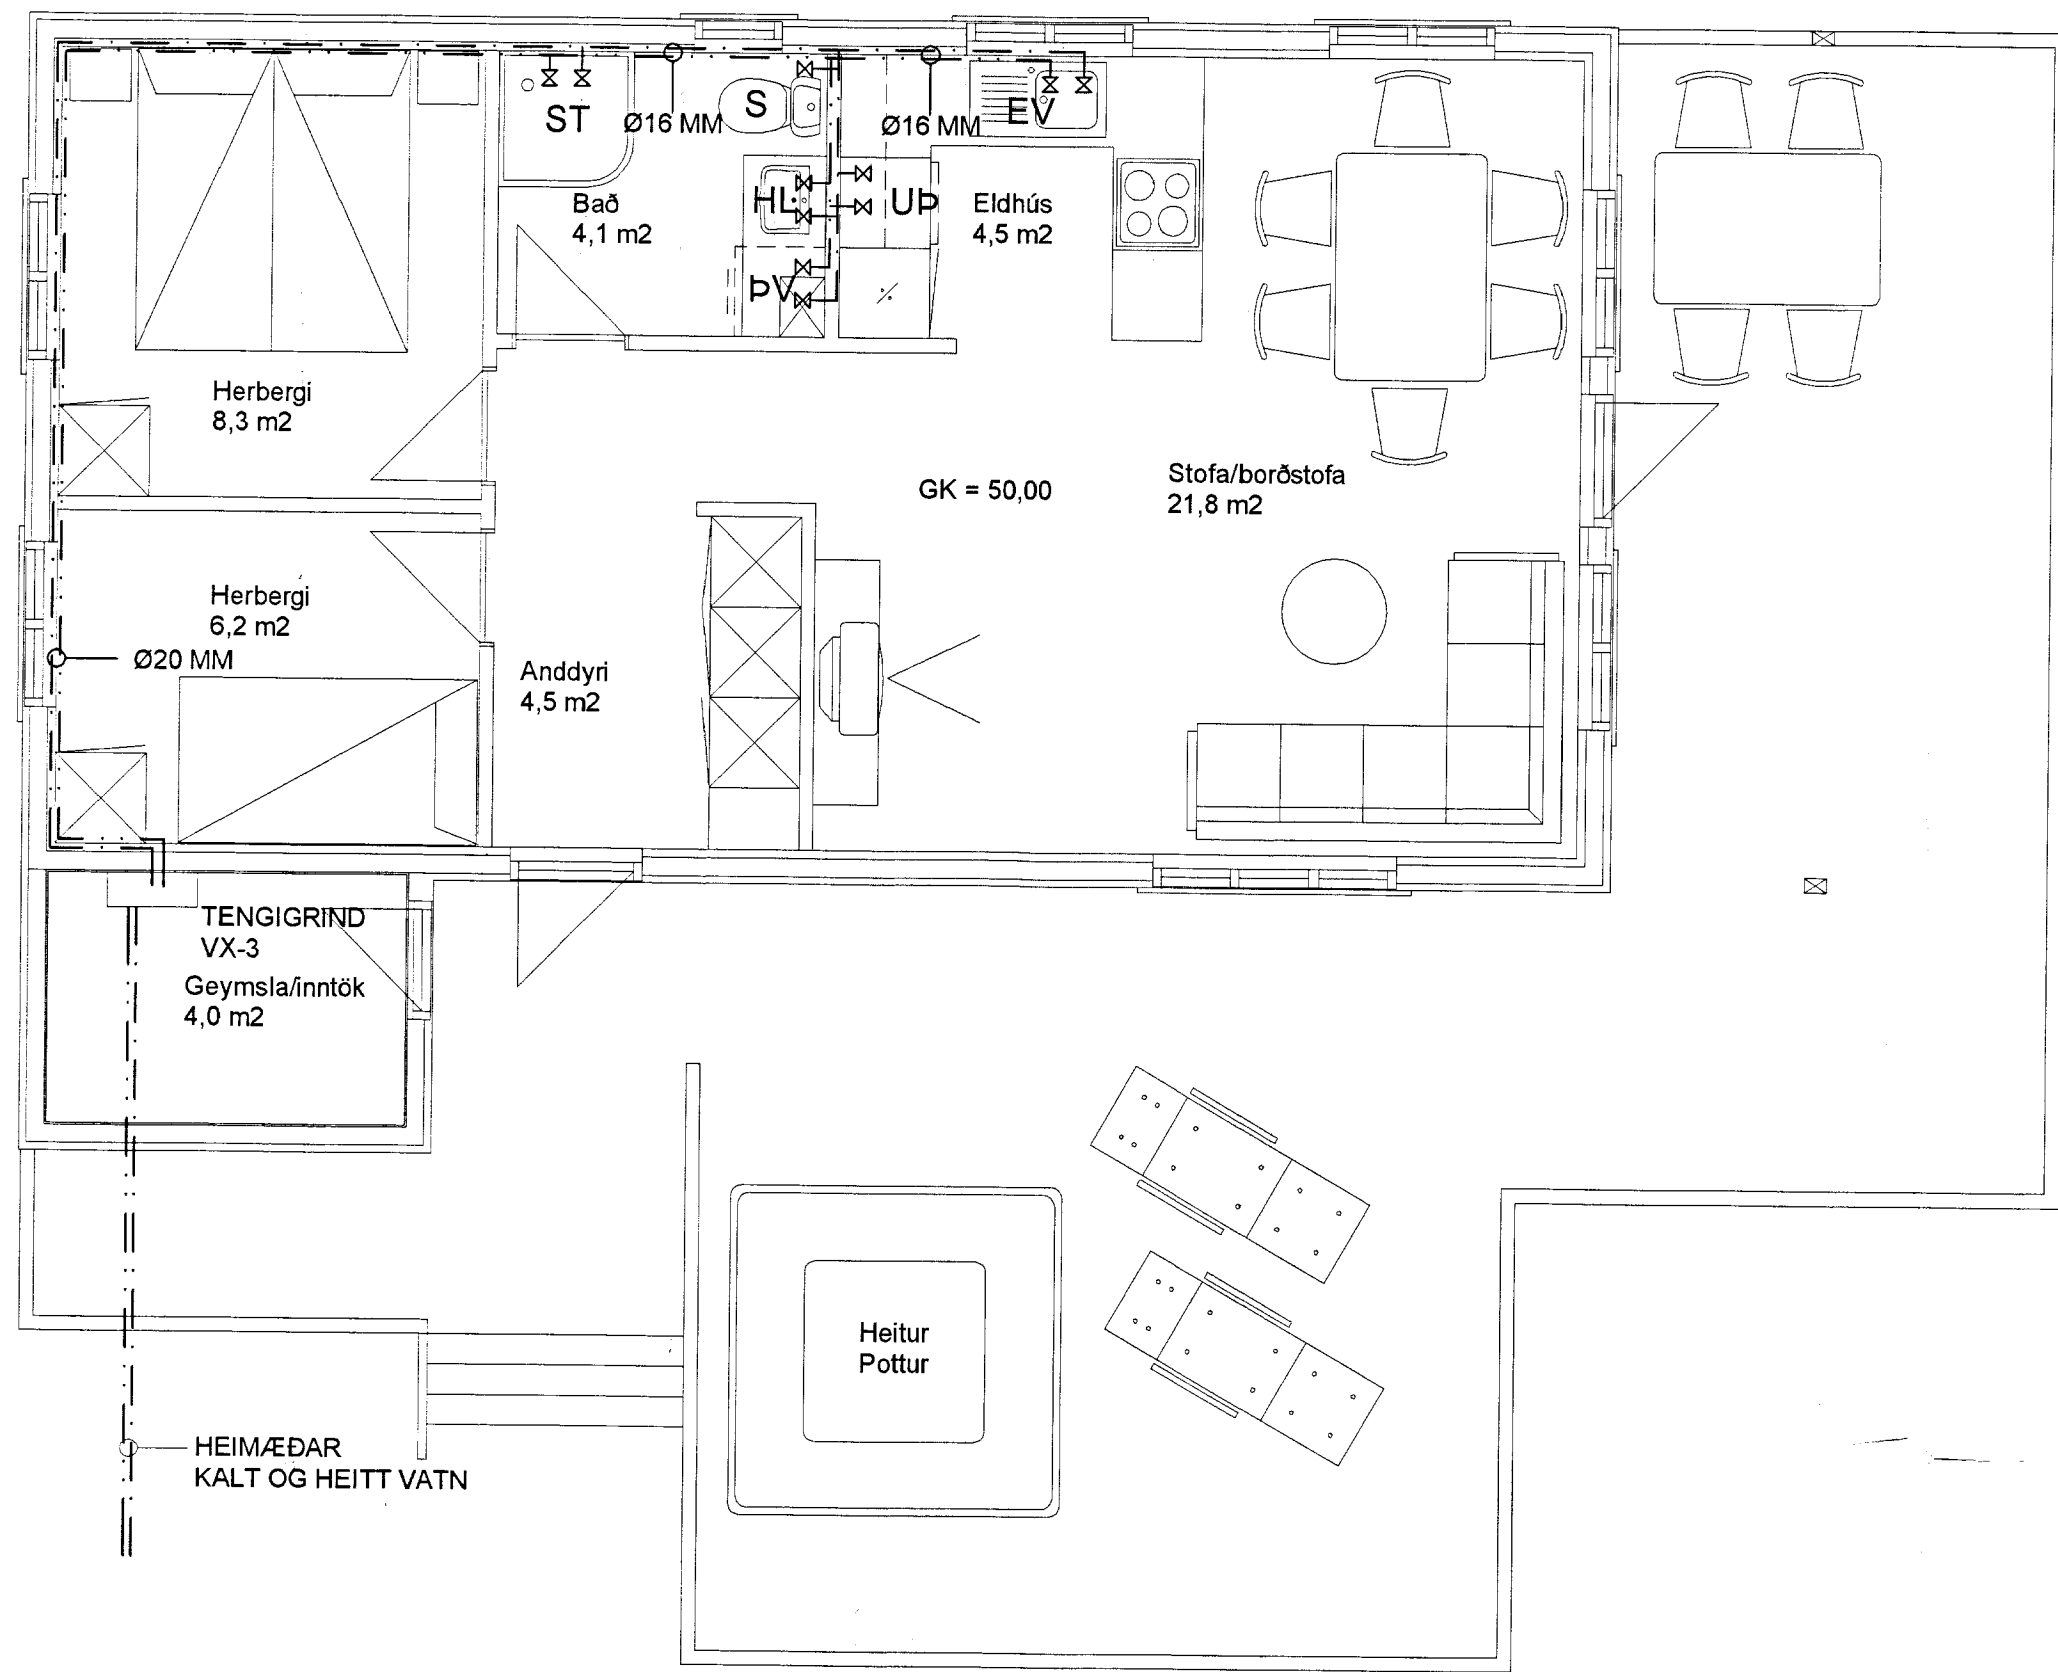 ST
Ø16 MM
S
Ø16 MM
EV
Bað
4,1 m2
HL
UÞ
Eldhús
4,5 m2
ÞV
Herbergi
8,3 m2
GK = 50,00
Stofa/borðstofa
21,8 m2
Herbergi
6,2 m2
Ø20 MM
Anddyri
4,5 m2
TENGIGRIND
VX-3
Geymsla/inntök
4,0 m2
Heitur
Pottur
HEIMÆÐAR
KALT OG HEITT VATN